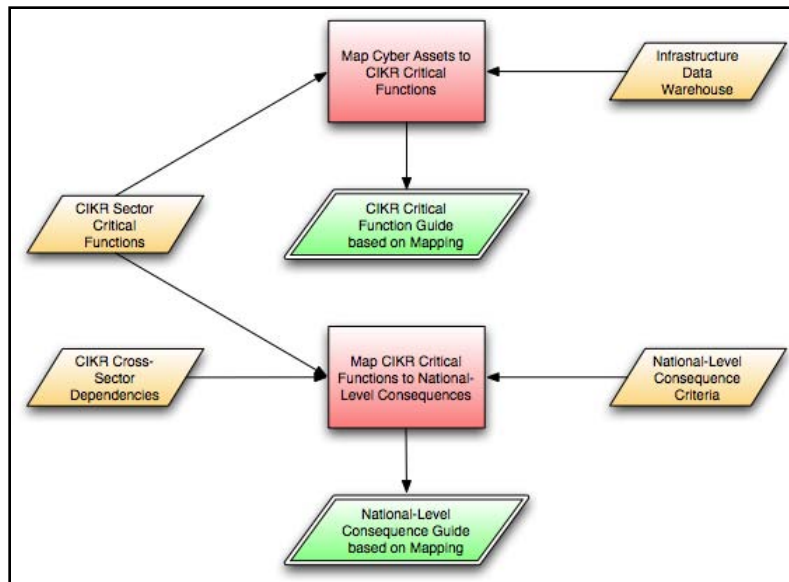 Map Cyber Assets to
CIKR Critical
Functions
Infrastructure
Data
Warehouse
CIKR Sector
Critical
Functions
CIKR Critical
Function Guide
based on Mapping
CIKR Cross-
Sector
Dependencies
Map CIKR Critical
Functions to National-
Level Consequences
National-Level
Consequence
Criteria
National-Level
Consequence Guide
based on Mapping